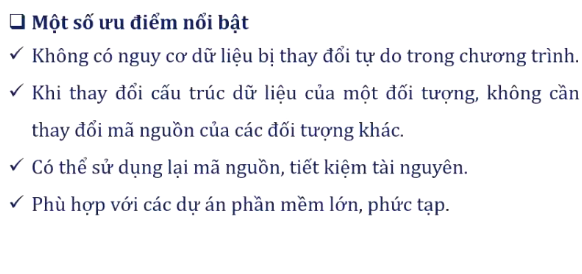 ❑ Một số ưu điểm nổi bật
✓ Không có nguy cơ dữ liệu bị thay đổi tự do trong chương trình.
✓ Khi thay đổi cấu trúc dữ liệu của một đối tượng, không cần
thay đổi mã nguồn của các đối tượng khác.
✓ Có thể sử dụng lại mã nguồn, tiết kiệm tài nguyên.
✓ Phù hợp với các dự án phần mềm lớn, phức tạp.